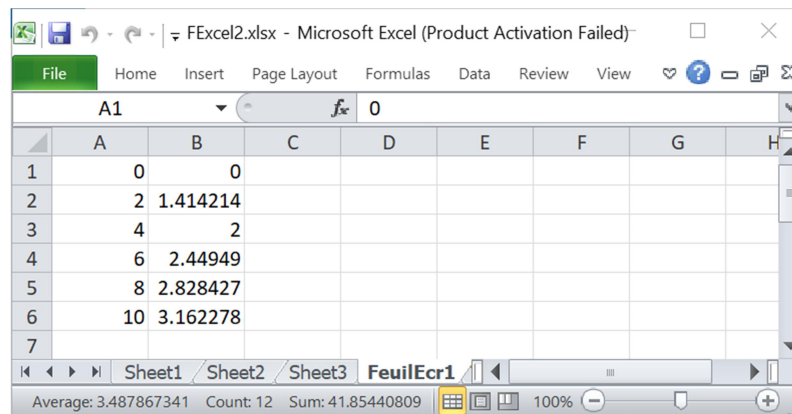 FExcel2.xlsx - Microsoft Excel (Product Activation Failed)
File Home Insert Page Layout Formulas Data Review View
A1 fx 0
A B C D E F G H
1 0 0
2 2 1.414214
3 4 2
4 6 2.44949
5 8 2.828427
6 10 3.162278
7
Sheet1 Sheet2 Sheet3 FeuilEcr1
Average: 3.487867341 Count: 12 Sum: 41.85440809 100%